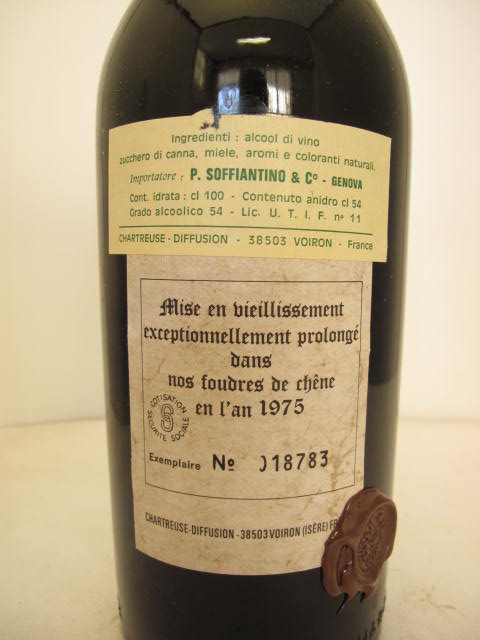 Ingredienti : alcool di vino
zucchero di canna, miele, aromi e coloranti naturali.
Importatore : P. SOFFIANTINO & Cº - GENOVA
Cont. idrata : cl 100 - Contenuto anidro cl 54
Grado alcoolico 54 - Lic. U. T. I. F. nº 11
CHARTREUSE - DIFFUSION - 38503 VOIRON - France
Mise en vieillissement
exceptionnellement prolongé
dans
nos foudres de chêne
en l'an 1975
COTISATION
SÉCURITÉ SOCIALE
Exemplaire Nº 018783
CHARTREUSE-DIFFUSION - 38503 VOIRON (ISÈRE)